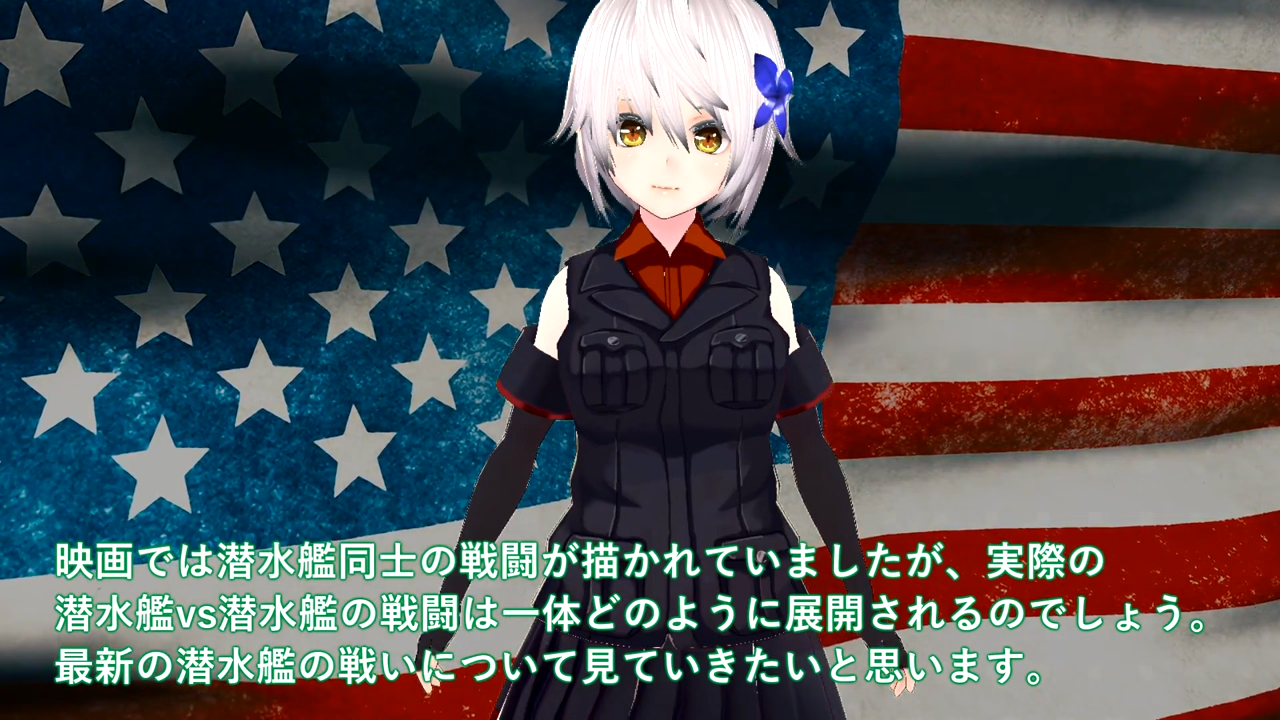 映画では潜水艦同士の戦闘が描かれていましたが、実際の
潜水艦vs潜水艦の戦闘は一体どのように展開されるのでしょう。
最新の潜水艦の戦いについて見ていきたいと思います。